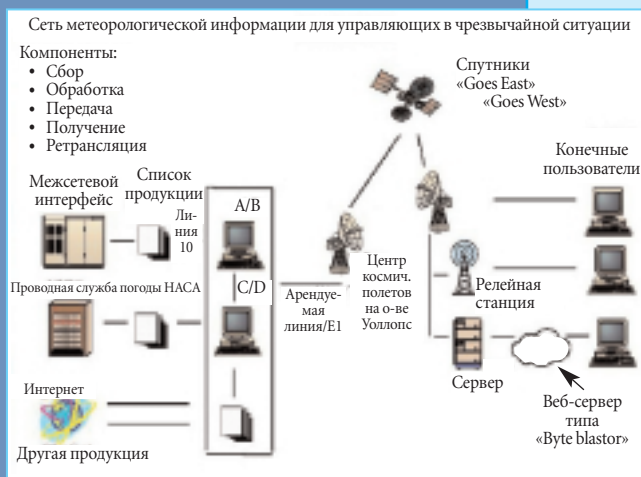 Сеть метеорологической информации для управляющих в чрезвычайной ситуации
Компоненты:
• Сбор
• Обработка
• Передача
• Получение
• Ретрансляция
Спутники
«Goes East»
«Goes West»
Конечные
пользователи
Межсетевой
интерфейс
Список
продукции
Ли-
ния
10
A/B
Проводная служба погоды НАСА
C/D
Арендуе-
мая
линия/E1
Центр
космич.
полетов
на о-ве
Уоллопс
Релейная
станция
Сервер
Веб-сервер
типа
«Byte blastor»
Интернет
Другая продукция